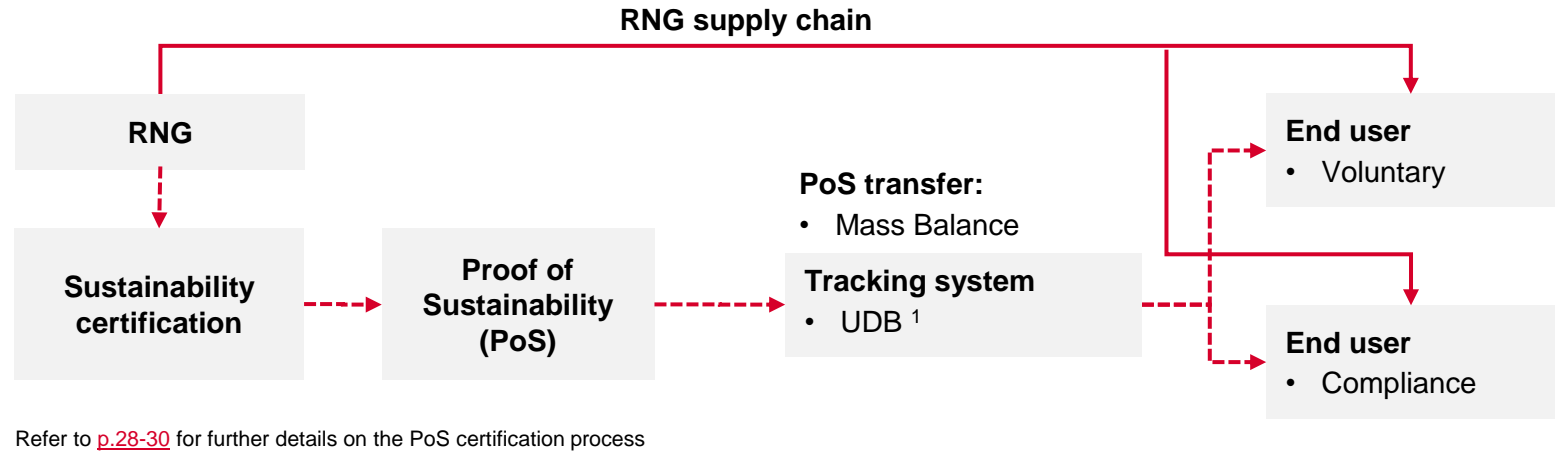 RNG supply chain
RNG
Sustainability
certification
Proof of
Sustainability
(PoS)
PoS transfer:
• Mass Balance
Tracking system
• UDB ¹
End user
• Voluntary
End user
• Compliance
Refer to p.28-30 for further details on the PoS certification process